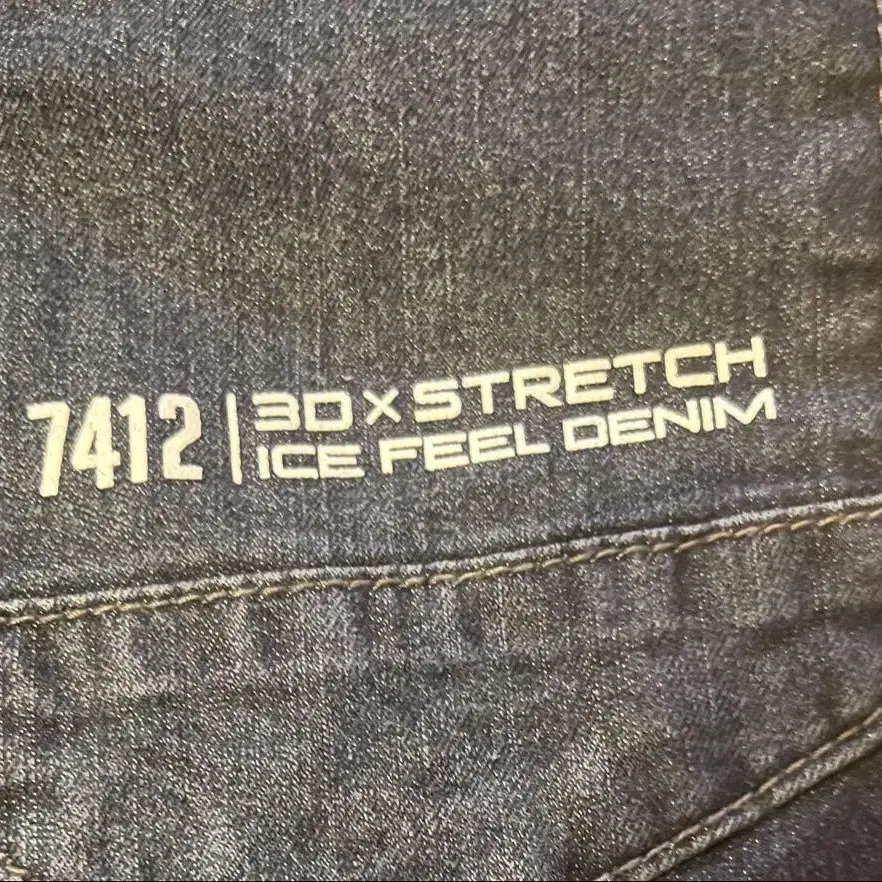 7412 | 3D X STRETCH
ICE FEEL DENIM